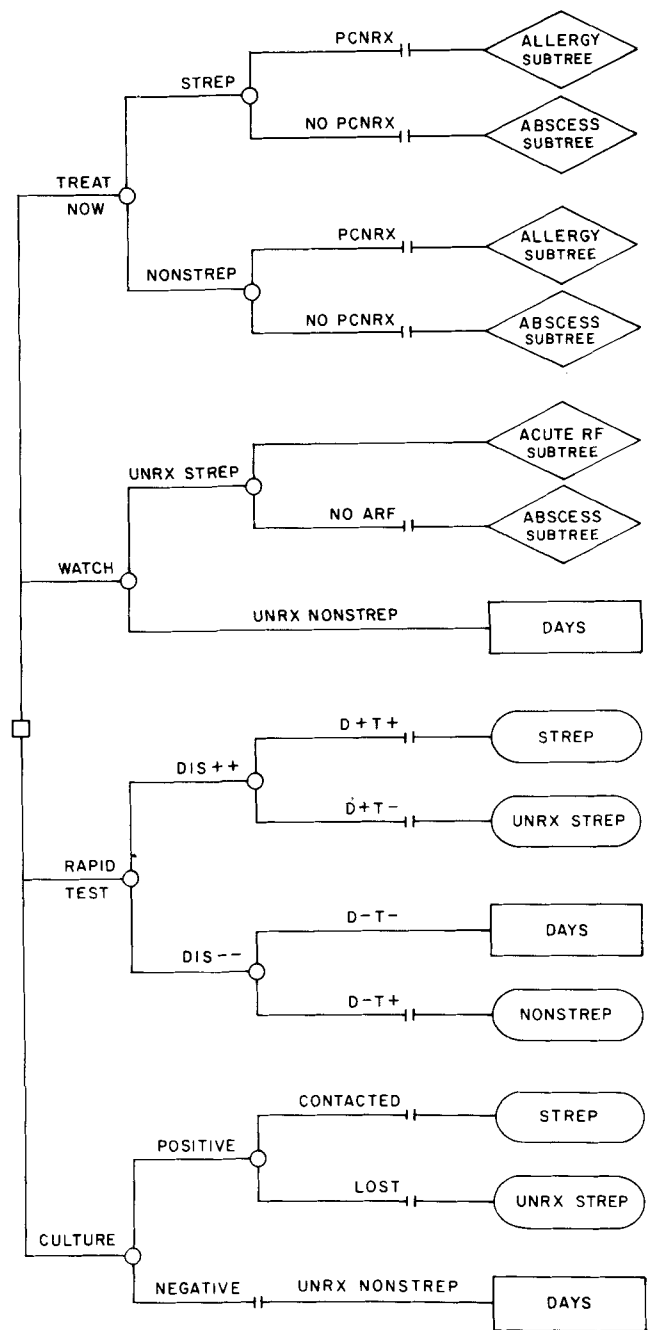 PCNRX
ALLERGY
SUBTREE
STREP
NO PCNRX
ABSCESS
SUBTREE
TREAT
NOW
PCNRX
ALLERGY
SUBTREE
NONSTREP
NO PCNRX
ABSCESS
SUBTREE
ACUTE RF
SUBTREE
UNRX STREP
NO ARF
ABSCESS
SUBTREE
WATCH
UNRX NONSTREP
DAYS
D+T+
STREP
DIS++
D+T-
UNRX STREP
RAPID
TEST
D-T-
DAYS
DIS--
D-T+
NONSTREP
CONTACTED
STREP
POSITIVE
LOST
UNRX STREP
CULTURE
NEGATIVE
UNRX NONSTREP
DAYS